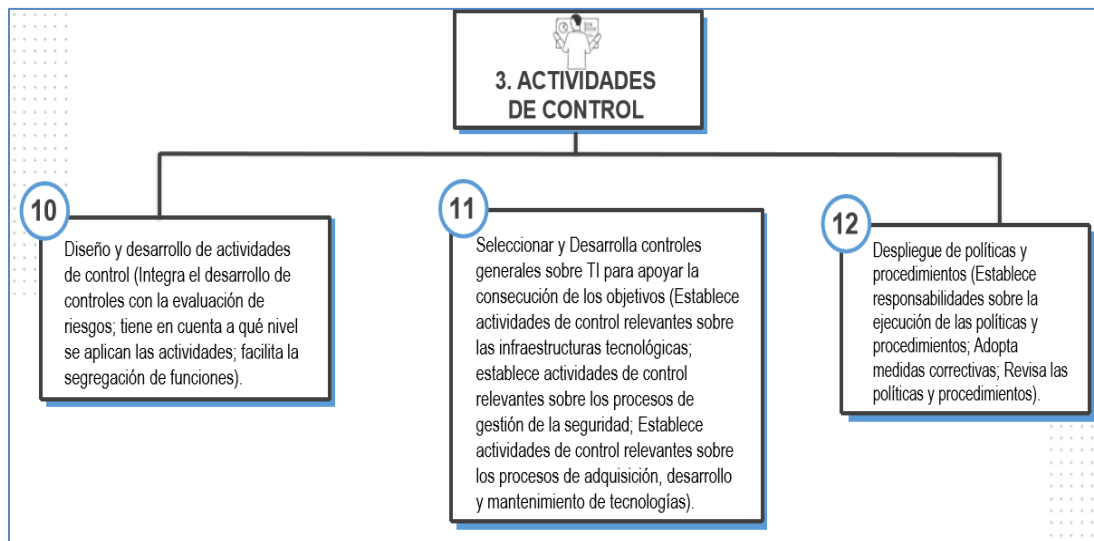 3. ACTIVIDADES
DE CONTROL
10
Diseño y desarrollo de actividades
de control (Integra el desarrollo de
controles con la evaluación de
riesgos; tiene en cuenta a qué nivel
se aplican las actividades; facilita la
segregación de funciones).
11
Seleccionar y Desarrolla controles
generales sobre TI para apoyar la
consecución de los objetivos (Establece
actividades de control relevantes sobre
las infraestructuras tecnológicas;
establece actividades de control
relevantes sobre los procesos de
gestión de la seguridad; Establece
actividades de control relevantes sobre
los procesos de adquisición, desarrollo
y mantenimiento de tecnologías).
12
Despliegue de políticas y
procedimientos (Establece
responsabilidades sobre la
ejecución de las políticas y
procedimientos; Adopta
medidas correctivas; Revisa las
políticas y procedimientos).